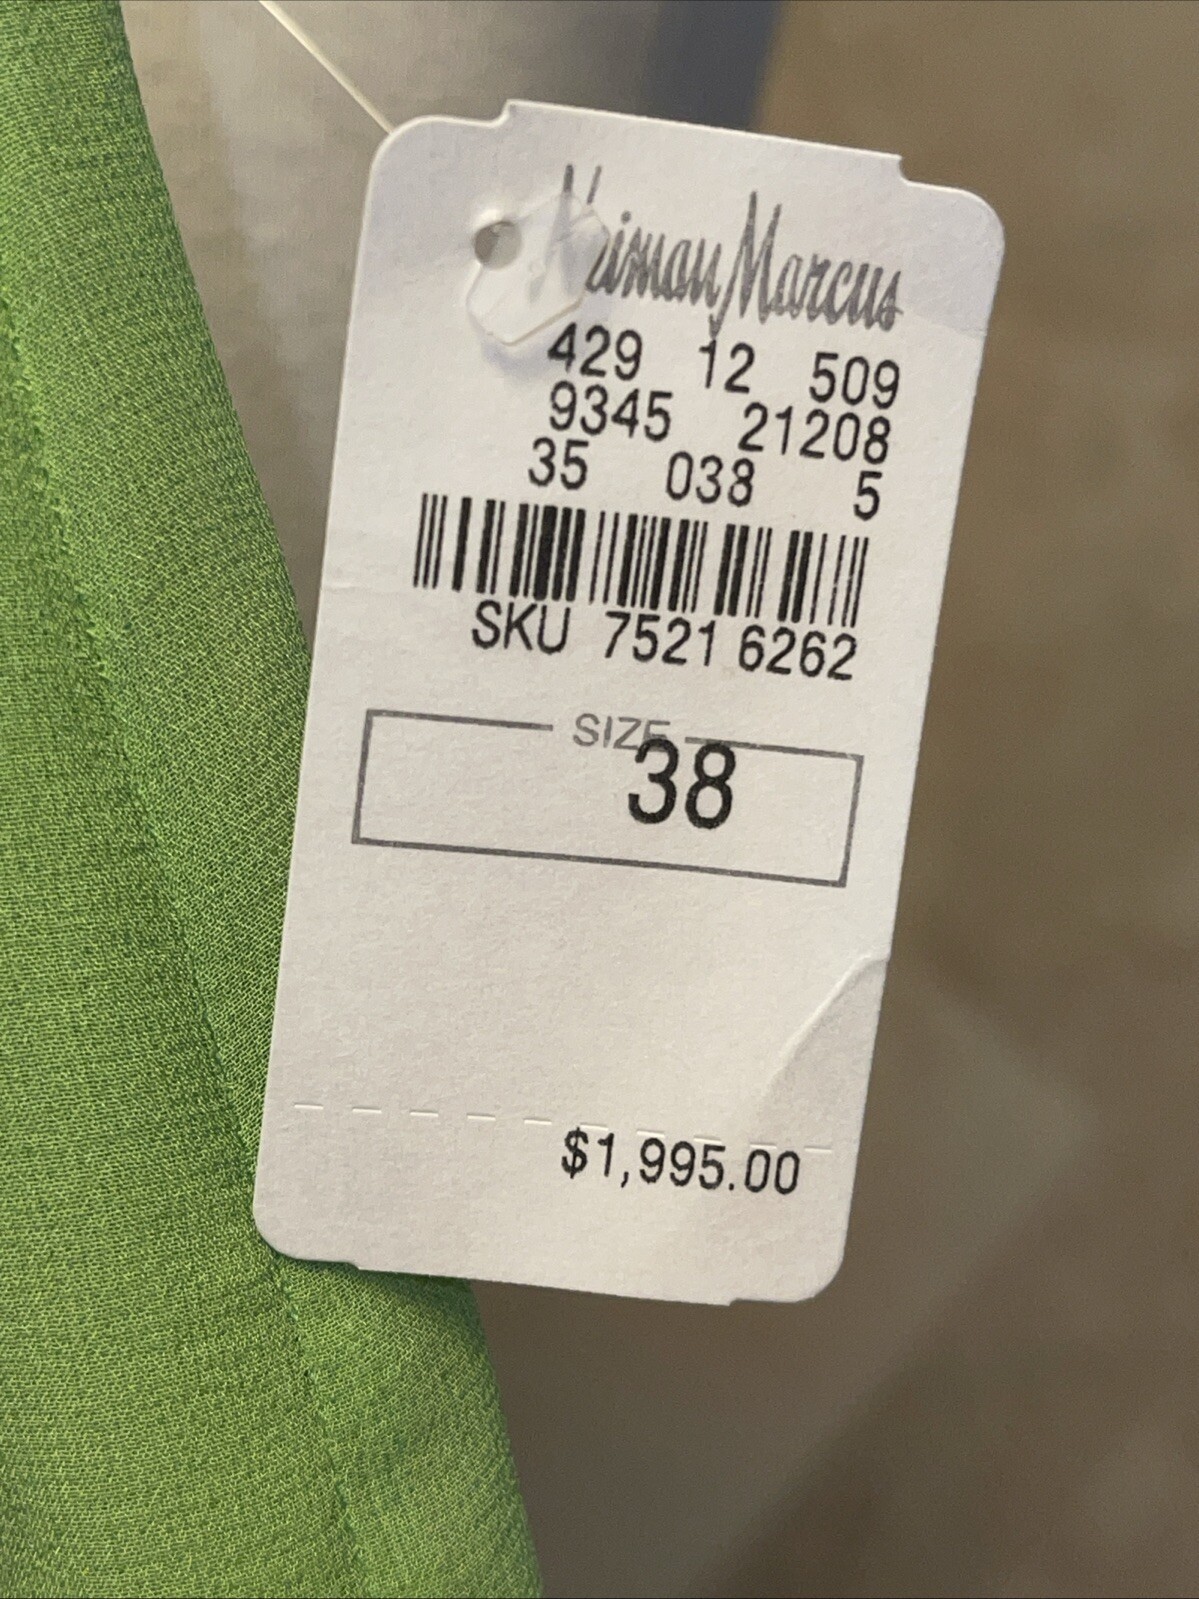 Neiman Marcus
429 12 509
9345 21208
35 038 5
SKU 7521 6262
SIZE
38
$1,995.00